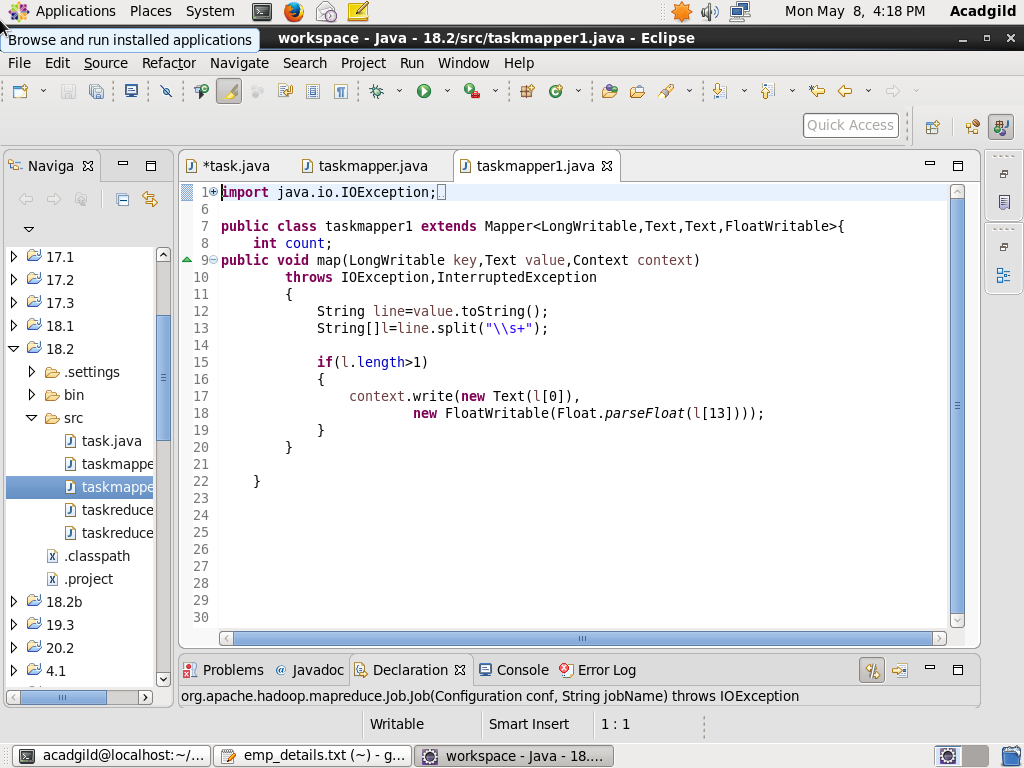 Applications Places System Mon May 8, 4:18 PM Acadgild
Browse and run installed applications
workspace - Java - 18.2/src/taskmapper1.java - Eclipse
File Edit Source Refactor Navigate Search Project Run Window Help
Quick Access
Naviga
*task.java taskmapper.java taskmapper1.java
17.1
17.2
17.3
18.1
18.2
.settings
bin
src
task.java
taskmappe
taskmappe
taskreduce
taskreduce
.classpath
.project
18.2b
19.3
20.2
4.1
1 import java.io.IOException;
6
7 public class taskmapper1 extends Mapper<LongWritable,Text,Text,FloatWritable>{
8 int count;
9 public void map(LongWritable key,Text value,Context context)
10 throws IOException,InterruptedException
11 {
12 String line=value.toString();
13 String[]l=line.split("\\s+");
14
15 if(l.length>1)
16 {
17 context.write(new Text(l[0]),
18 new FloatWritable(Float.parseFloat(l[13])));
19 }
20 }
21
22 }
23
24
25
26
27
28
29
30
Problems @ Javadoc Declaration Console Error Log
org.apache.hadoop.mapreduce.Job.Job(Configuration conf, String jobName) throws IOException
Writable Smart Insert 1 : 1
acadgild@localhost:~/... emp_details.txt (~) - g... workspace - Java - 18....